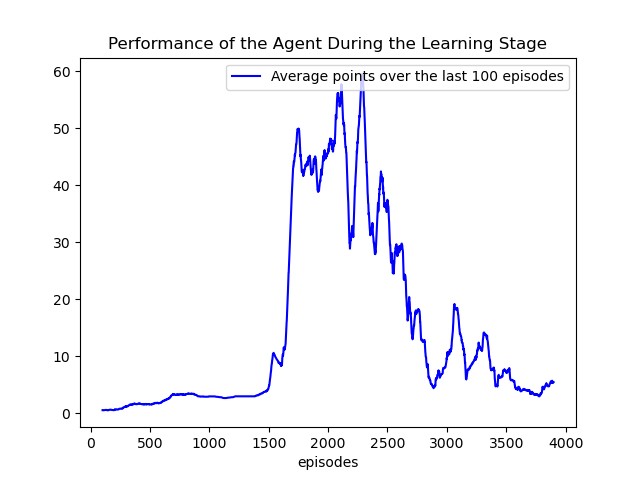 Performance of the Agent During the Learning Stage
Average points over the last 100 episodes
60
50
40
30
20
10
0
0 500 1000 1500 2000 2500 3000 3500 4000
episodes